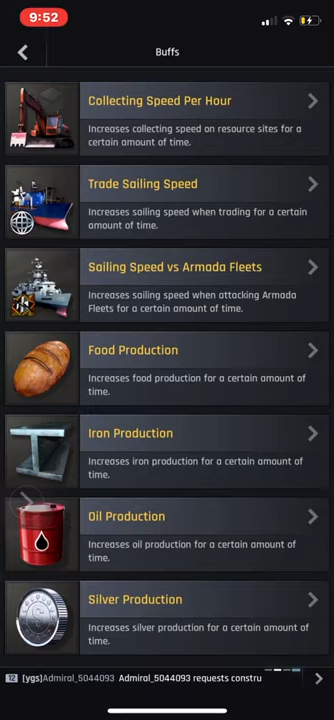 9:52
Buffs
Collecting Speed Per Hour
Increases collecting speed on resource sites for a
certain amount of time.
Trade Sailing Speed
Increases sailing speed when trading for a certain
amount of time.
Sailing Speed vs Armada Fleets
Increases sailing speed when attacking Armada
Fleets for a certain amount of time.
Food Production
Increases food production for a certain amount of
time.
Iron Production
Increases iron production for a certain amount of
time.
Oil Production
Increases oil production for a certain amount of
time.
Silver Production
Increases silver production for a certain amount of
time.
12 [ygs]Admiral_5044093 Admiral_5044093 requests constru